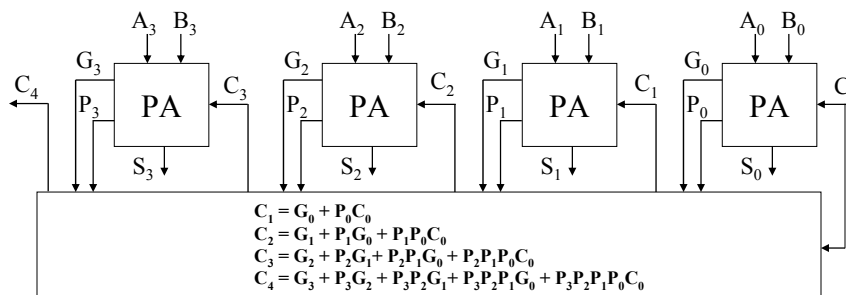 A₃ B₃ A₂ B₂ A₁ B₁ A₀ B₀
G₃ G₂ G₁ G₀
C₄ C₃ C₂ C₁ C
P₃ PA P₂ PA P₁ PA P₀ PA
S₃ S₂ S₁ S₀
C₁ = G₀ + P₀C₀
C₂ = G₁ + P₁G₀ + P₁P₀C₀
C₃ = G₂ + P₂G₁+ P₂P₁G₀ + P₂P₁P₀C₀
C₄ = G₃ + P₃G₂ + P₃P₂G₁+ P₃P₂P₁G₀ + P₃P₂P₁P₀C₀